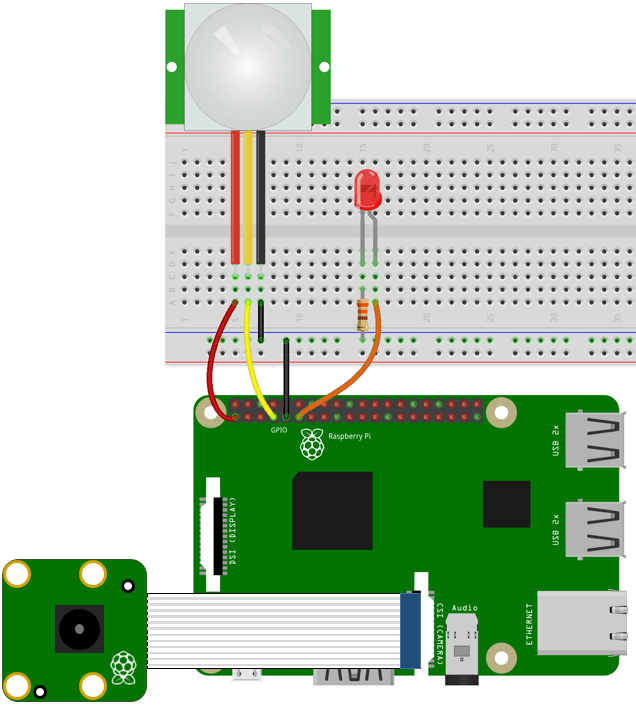 1
10
15
20
25
30
35
J
I
H
G
F
E
D
C
B
A
1
5
10
20
25
30
35
GPIO
Raspberry Pi
USB 2x
USB 2x
DSI (DISPLAY)
CSI (CAMERA)
Audio
ETHERNET